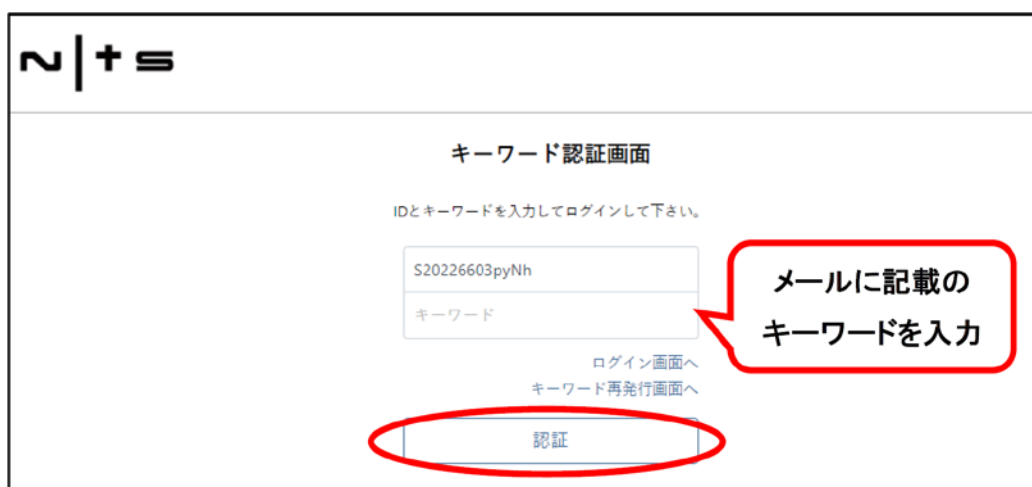 N|ts
キーワード認証画面
IDとキーワードを入力してログインして下さい。
S20226603pyNh
キーワード
メールに記載の
キーワードを入力
ログイン画面へ
キーワード再発行画面へ
認証